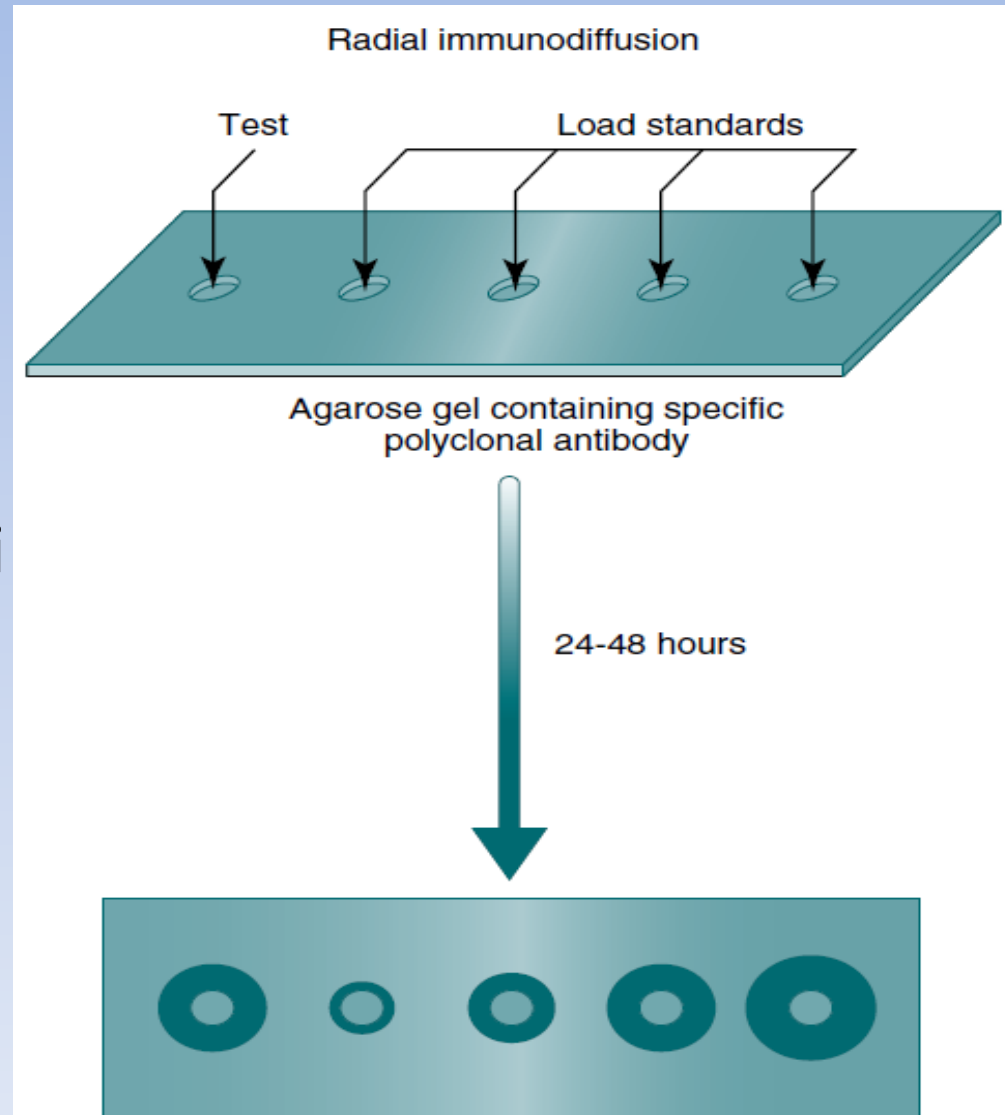 Radial immunodiffusion
Test
Load standards
Agarose gel containing specific
polyclonal antibody
24-48 hours